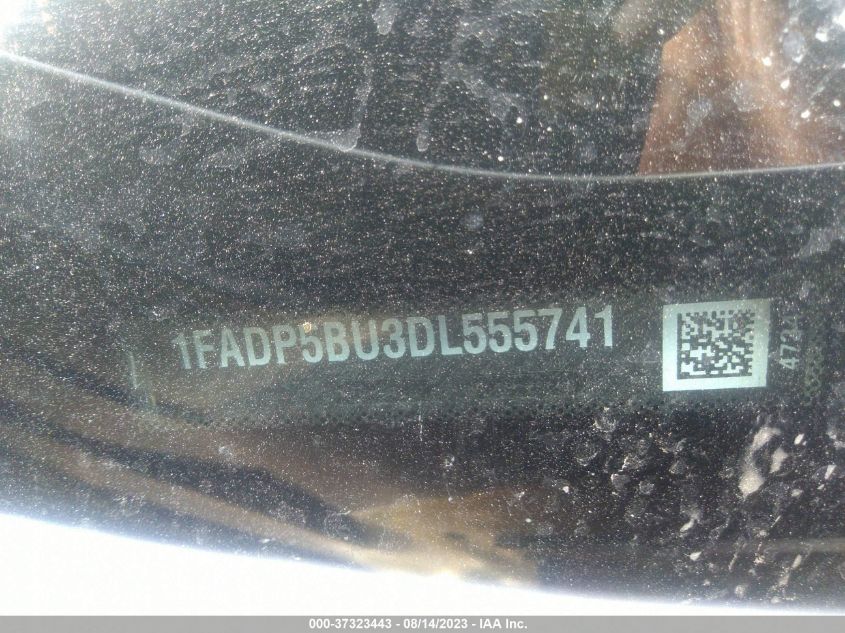 1FADP5BU3DL555741
000-37323443 - 08/14/2023 - IAA Inc.